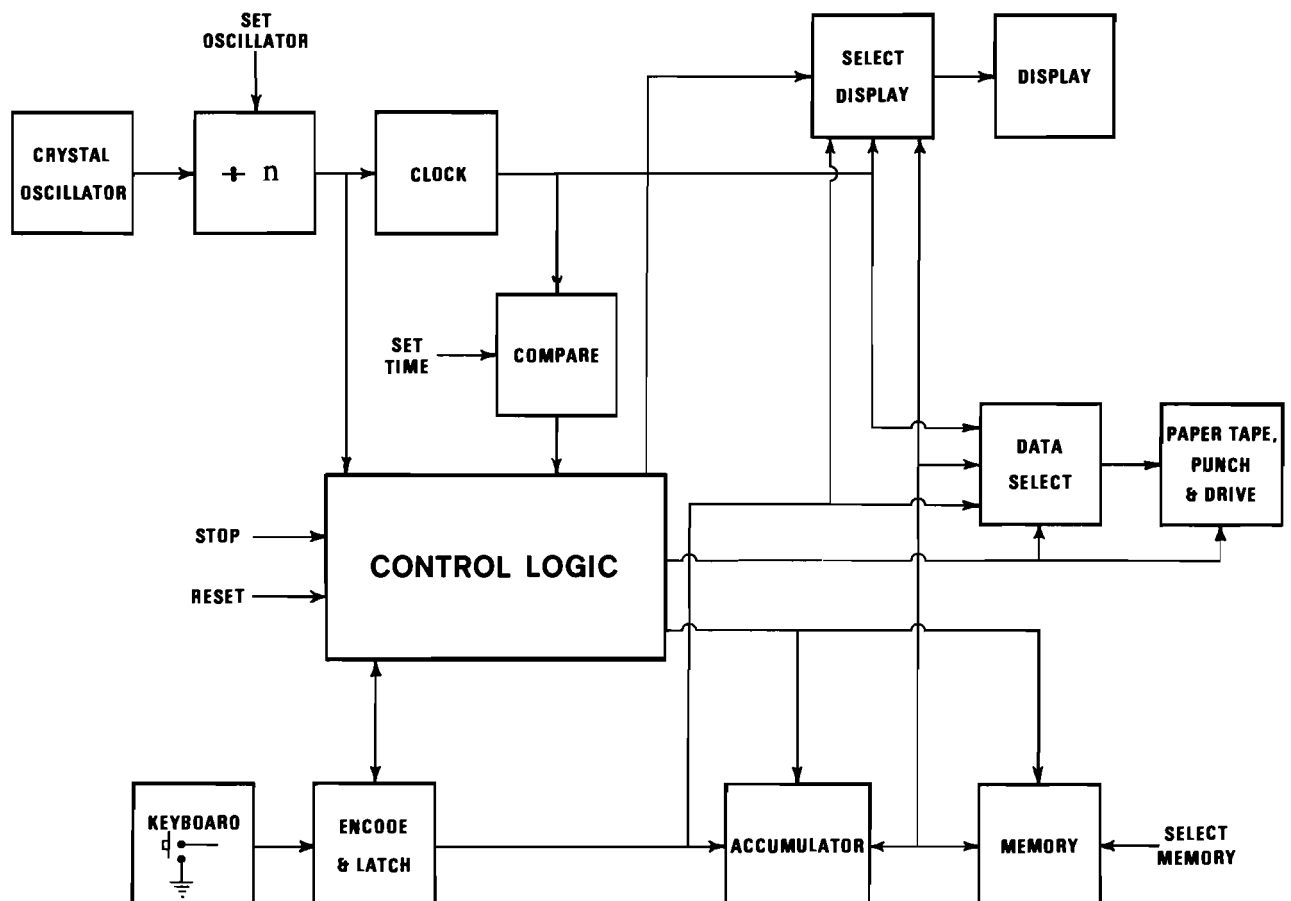 SET
OSCILLATOR
SELECT
DISPLAY
DISPLAY
CRYSTAL
OSCILLATOR
÷ n
CLOCK
SET
TIME
COMPARE
DATA
SELECT
PAPER TAPE,
PUNCH
& DRIVE
STOP
RESET
CONTROL LOGIC
KEYBOARO
ENCODE
& LATCH
ACCUMULATOR
MEMORY
SELECT
MEMORY